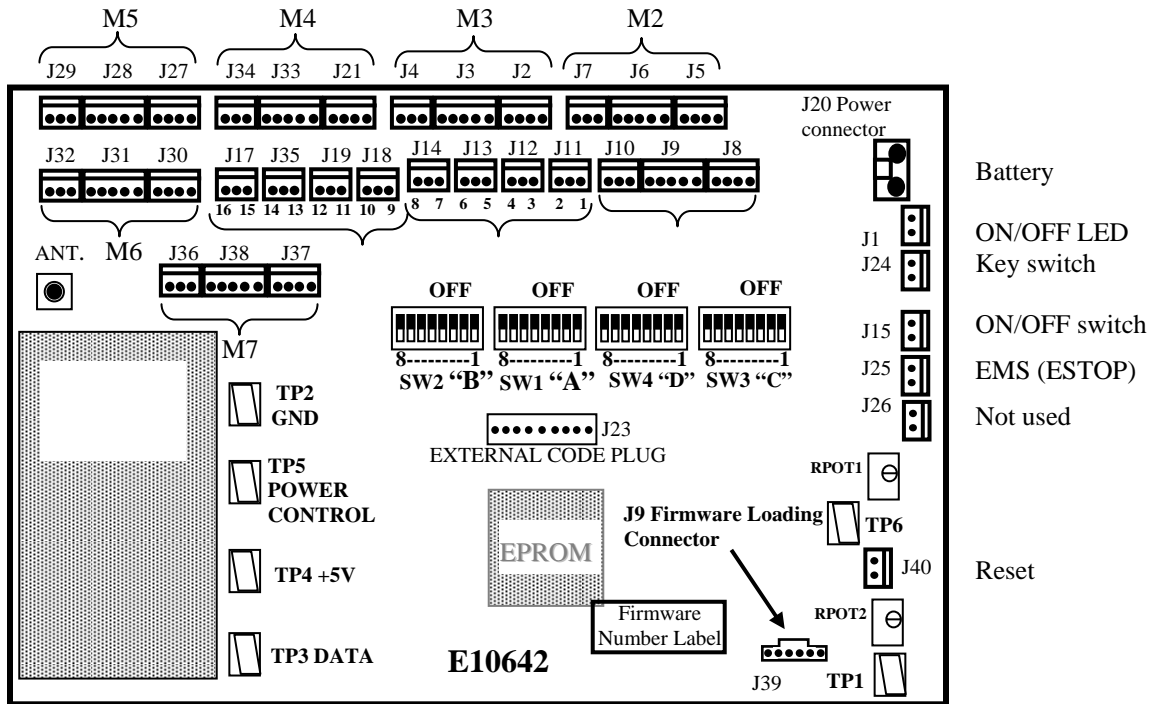 M5 M4 M3 M2
J29 J28 J27 J34 J33 J21 J4 J3 J2 J7 J6 J5
J20 Power
connector
J32 J31 J30 J17 J35 J19 J18 J14 J13 J12 J11 J10 J9 J8
Battery
16 15 14 13 12 11 10 9 8 7 6 5 4 3 2 1
J1 ON/OFF LED
ANT. M6 J36 J38 J37
J24 Key switch
OFF OFF OFF OFF
J15 ON/OFF switch
M7
8--------1 8--------1 8--------1 8--------1
SW2 “B” SW1 “A” SW4 “D” SW3 “C”
J25 EMS (ESTOP)
TP2
GND
J26 Not used
J23
EXTERNAL CODE PLUG
TP5
POWER
CONTROL
RPOT1
J9 Firmware Loading
Connector
TP6
EPROM
TP4 +5V
J40 Reset
Firmware
Number Label
RPOT2
TP3 DATA
E10642
J39
TP1